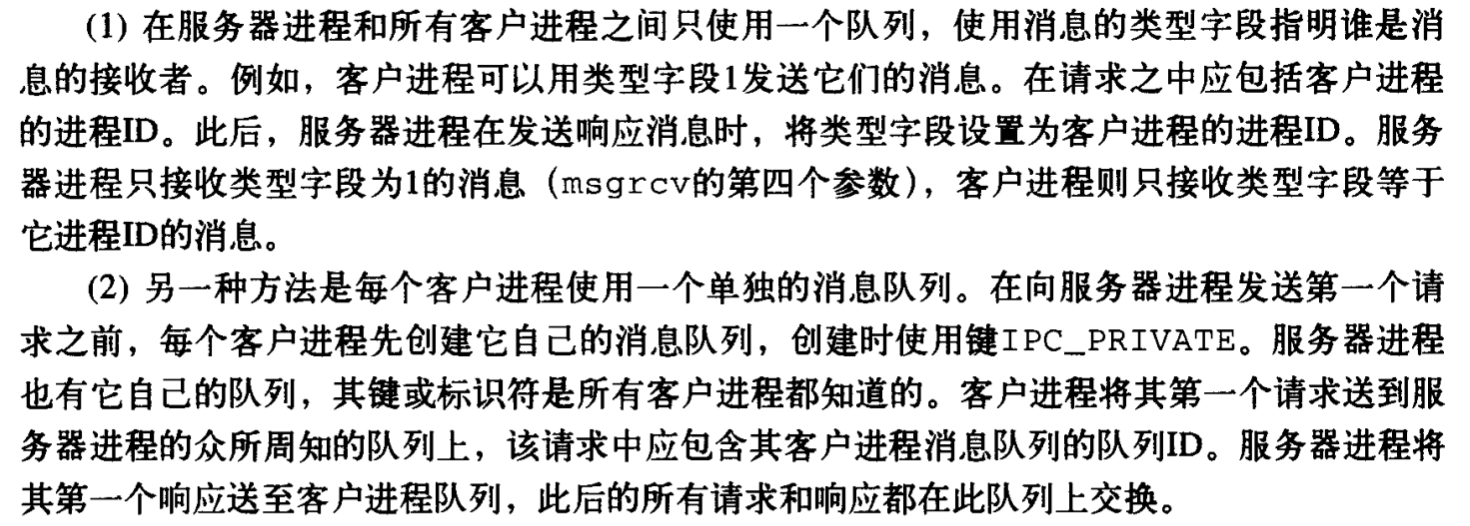 (1) 在服务器进程和所有客户进程之间只使用一个队列，使用消息的类型字段指明谁是消
息的接收者。例如，客户进程可以用类型字段1发送它们的消息。在请求之中应包括客户进程
的进程ID。此后，服务器进程在发送响应消息时，将类型字段设置为客户进程的进程ID。服务
器进程只接收类型字段为1的消息（msgrcv的第四个参数），客户进程则只接收类型字段等于
它进程ID的消息。
(2) 另一种方法是每个客户进程使用一个单独的消息队列。在向服务器进程发送第一个请
求之前，每个客户进程先创建它自己的消息队列，创建时使用键IPC_PRIVATE。服务器进程
也有它自己的队列，其键或标识符是所有客户进程都知道的。客户进程将其第一个请求送到服
务器进程的众所周知的队列上，该请求中应包含其客户进程消息队列的队列ID。服务器进程将
其第一个响应送至客户进程队列，此后的所有请求和响应都在此队列上交换。